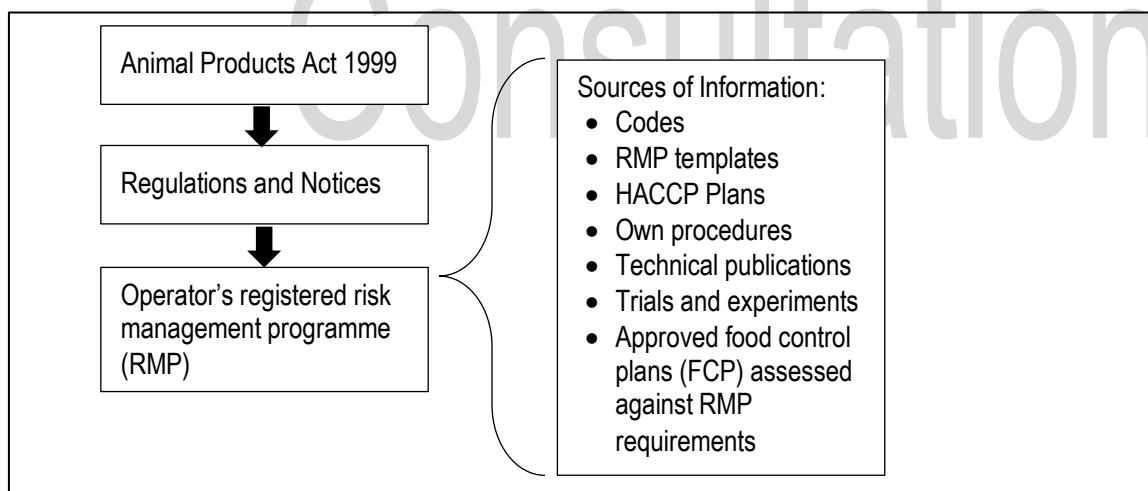 Consultation
Animal Products Act 1999
Regulations and Notices
Operator’s registered risk
management programme
(RMP)
Sources of Information:
• Codes
• RMP templates
• HACCP Plans
• Own procedures
• Technical publications
• Trials and experiments
• Approved food control
plans (FCP) assessed
against RMP
requirements